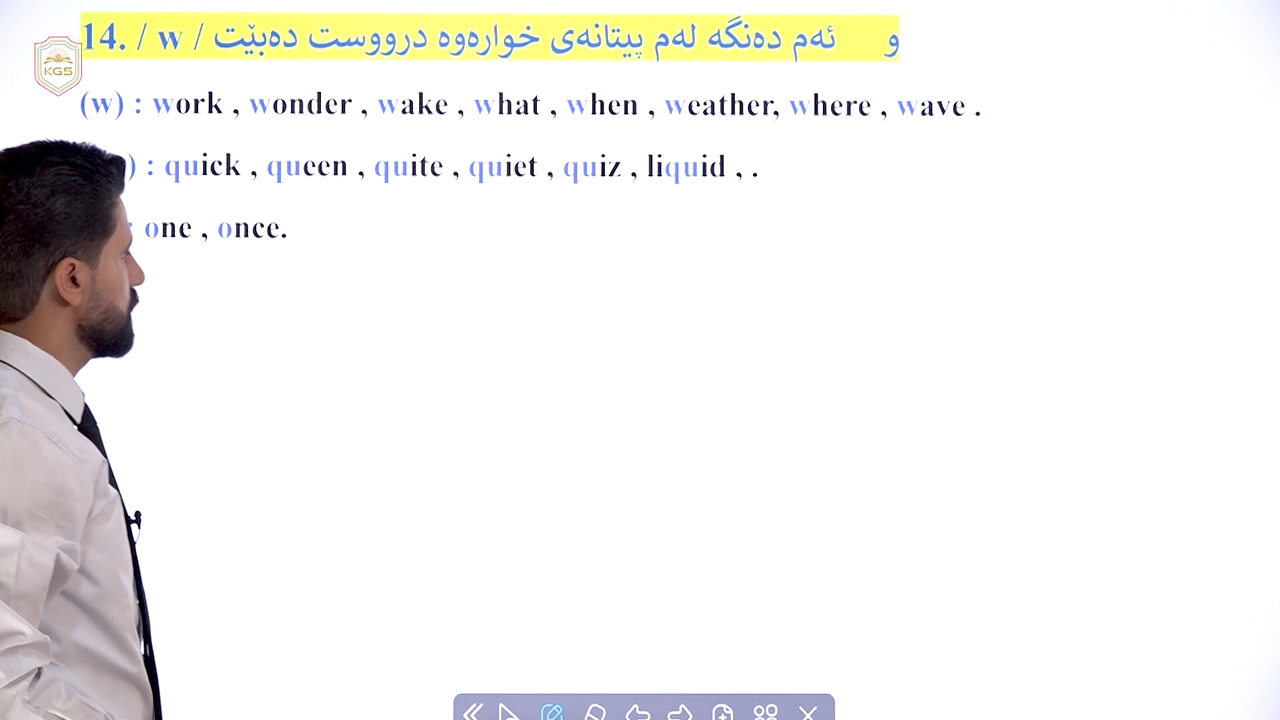 14. / w / ئەم دەنگە لەم پیتانەی خوارەوە درووست دەبێت و
KGS
(w) : work , wonder , wake , what , when , weather, where , wave .
) : quick , queen , quite , quiet , quiz , liquid , .
: one , once.